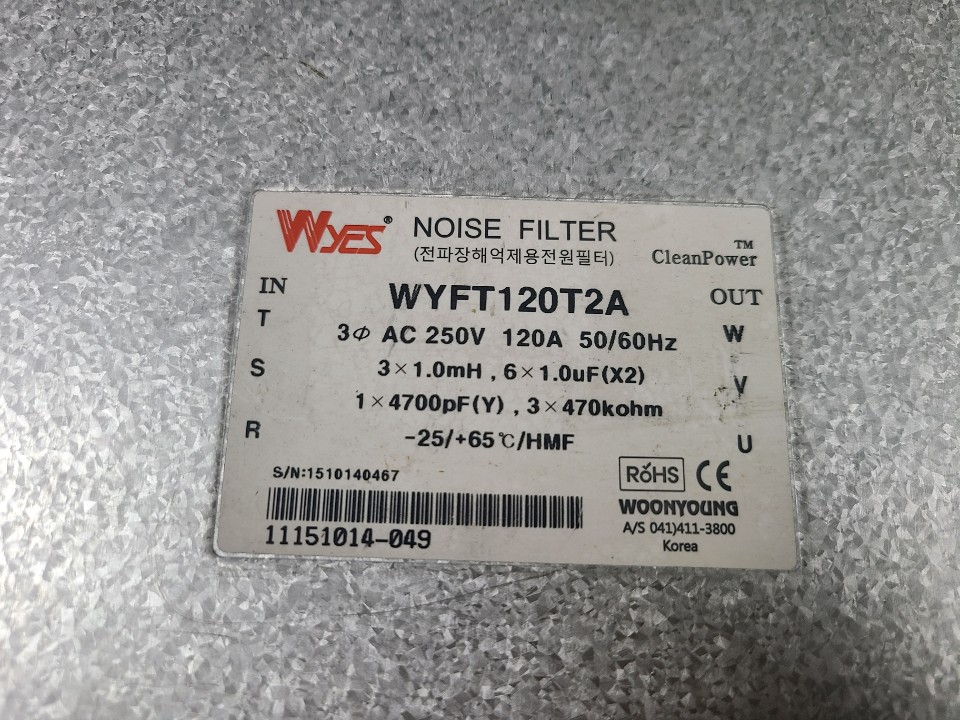 WYES® NOISE FILTER
(전파장해억제용전원필터)
CleanPower™
IN
OUT
WYFT120T2A
T
W
3Φ AC 250V 120A 50/60Hz
S
V
3×1.0mH , 6×1.0uF(X2)
1×4700pF(Y) , 3×470kohm
R
U
-25/+65℃/HMF
S/N:1510140467
RoHS CE
11151014-049
WOONYOUNG
A/S 041)411-3800
Korea